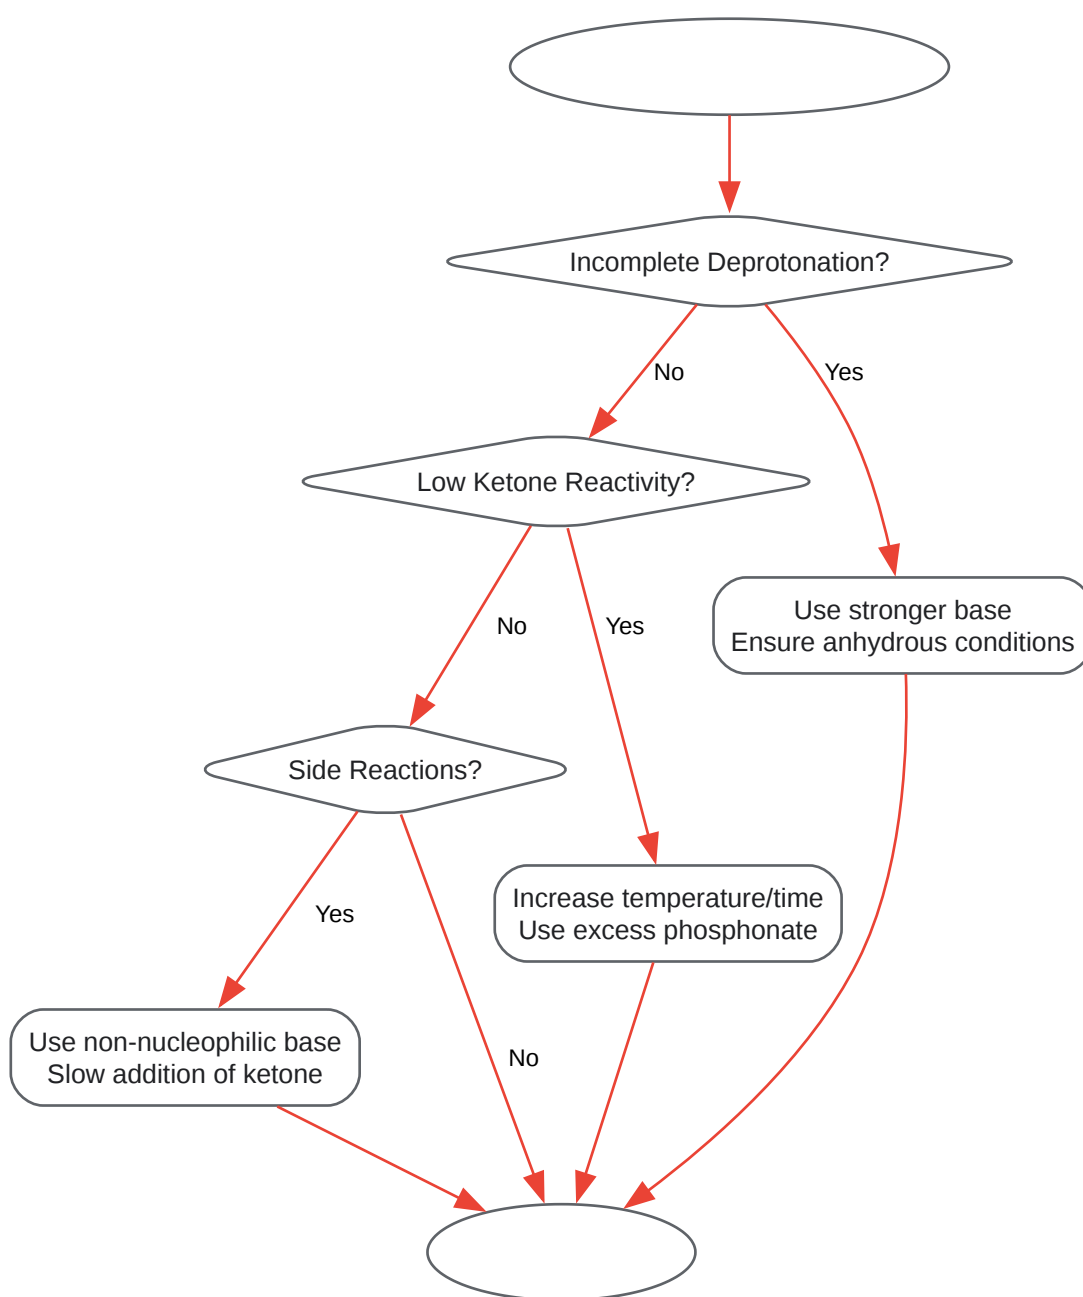 Incomplete Deprotonation?
No
Yes
Low Ketone Reactivity?
Use stronger base
Ensure anhydrous conditions
No
Yes
Side Reactions?
Increase temperature/time
Use excess phosphonate
Yes
Use non-nucleophilic base
Slow addition of ketone
No